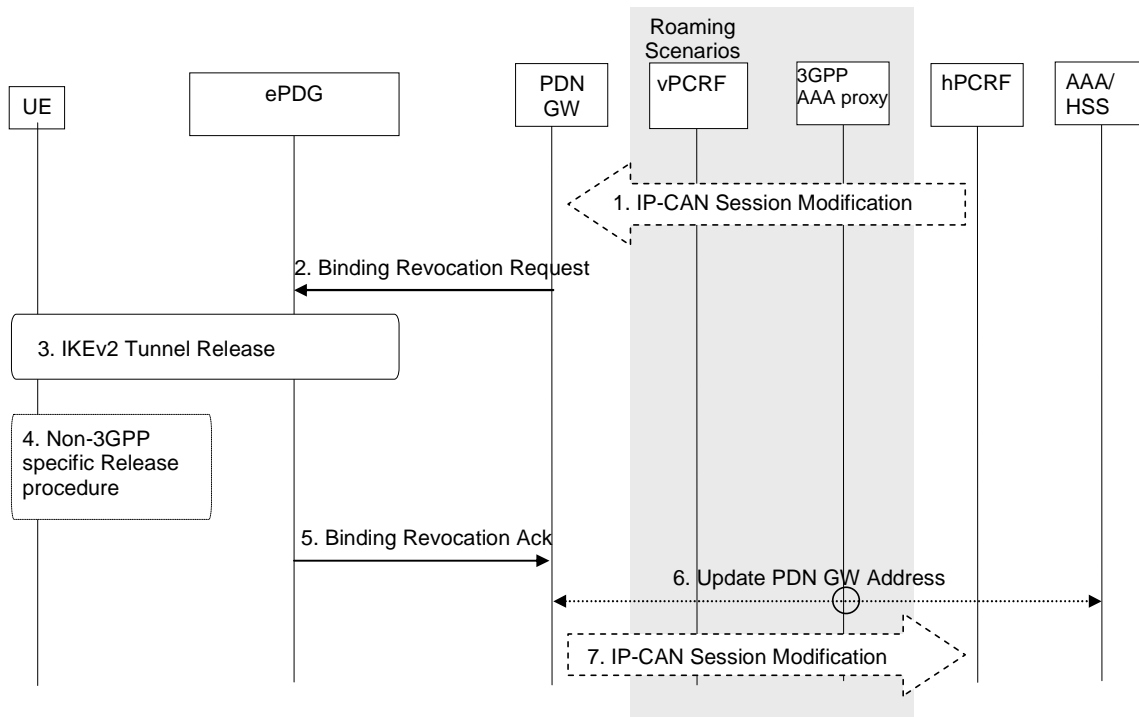 Roaming
Scenarios
UE
ePDG
PDN
GW
vPCRF
3GPP
AAA proxy
hPCRF
AAA/
HSS
1. IP-CAN Session Modification
2. Binding Revocation Request
3. IKEv2 Tunnel Release
4. Non-3GPP
specific Release
procedure
5. Binding Revocation Ack
6. Update PDN GW Address
7. IP-CAN Session Modification